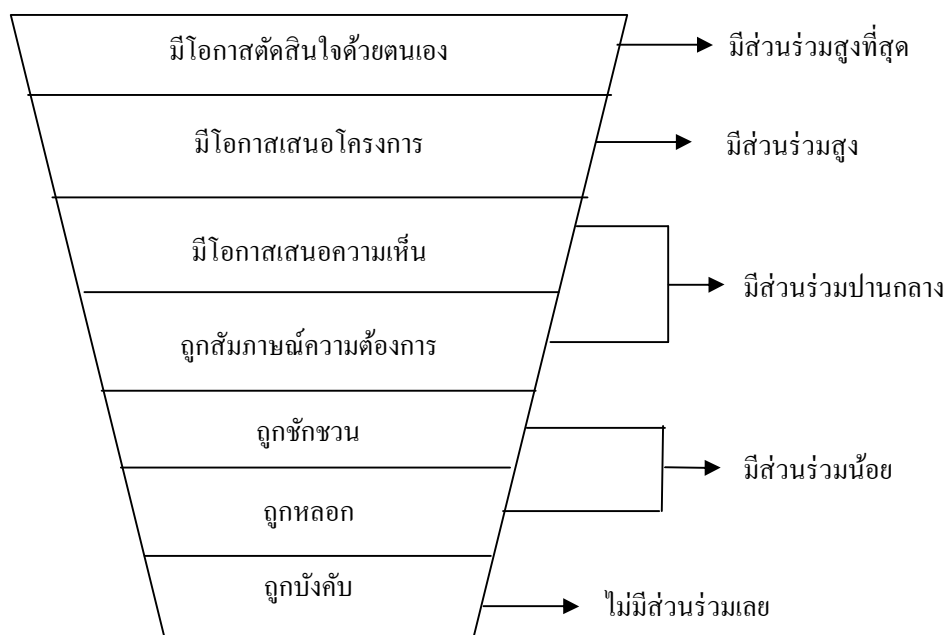 มีโอกาสตัดสินใจด้วยตนเอง
มีส่วนร่วมสูงที่สุด
มีโอกาสเสนอโครงการ
มีส่วนร่วมสูง
มีโอกาสเสนอความเห็น
มีส่วนร่วมปานกลาง
ถูกสัมภาษณ์ความต้องการ
ถูกชักชวน
มีส่วนร่วมน้อย
ถูกหลอก
ถูกบังคับ
ไม่มีส่วนร่วมเลย